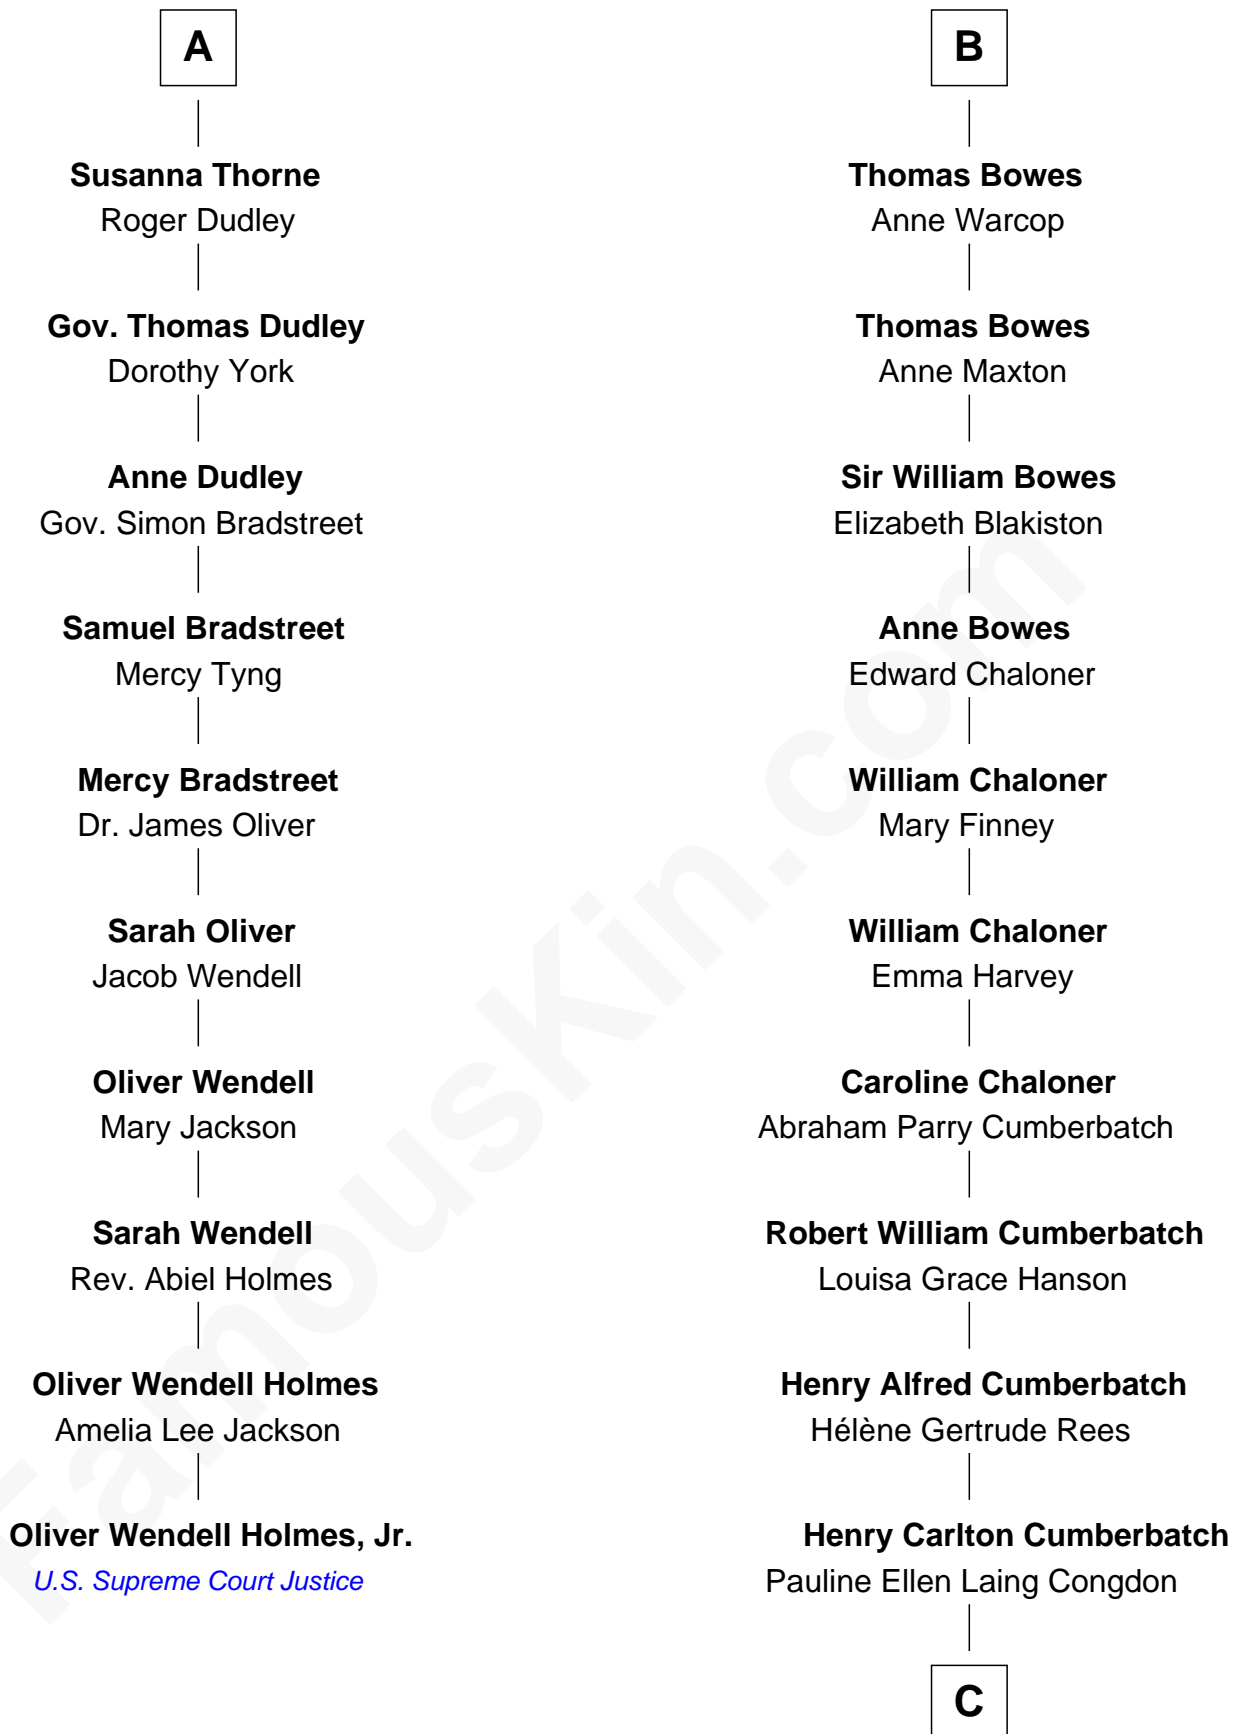 A
Susanna Thorne
Roger Dudley
Gov. Thomas Dudley
Dorothy York
Anne Dudley
Gov. Simon Bradstreet
Samuel Bradstreet
Mercy Tyng
Mercy Bradstreet
Dr. James Oliver
Sarah Oliver
Jacob Wendell
Oliver Wendell
Mary Jackson
Sarah Wendell
Rev. Abiel Holmes
Oliver Wendell Holmes
Amelia Lee Jackson
Oliver Wendell Holmes, Jr.
U.S. Supreme Court Justice
B
Thomas Bowes
Anne Warcop
Thomas Bowes
Anne Maxton
Sir William Bowes
Elizabeth Blakiston
Anne Bowes
Edward Chaloner
William Chaloner
Mary Finney
William Chaloner
Emma Harvey
Caroline Chaloner
Abraham Parry Cumberbatch
Robert William Cumberbatch
Louisa Grace Hanson
Henry Alfred Cumberbatch
Hélène Gertrude Rees
Henry Carlton Cumberbatch
Pauline Ellen Laing Congdon
C
FamousKin.com